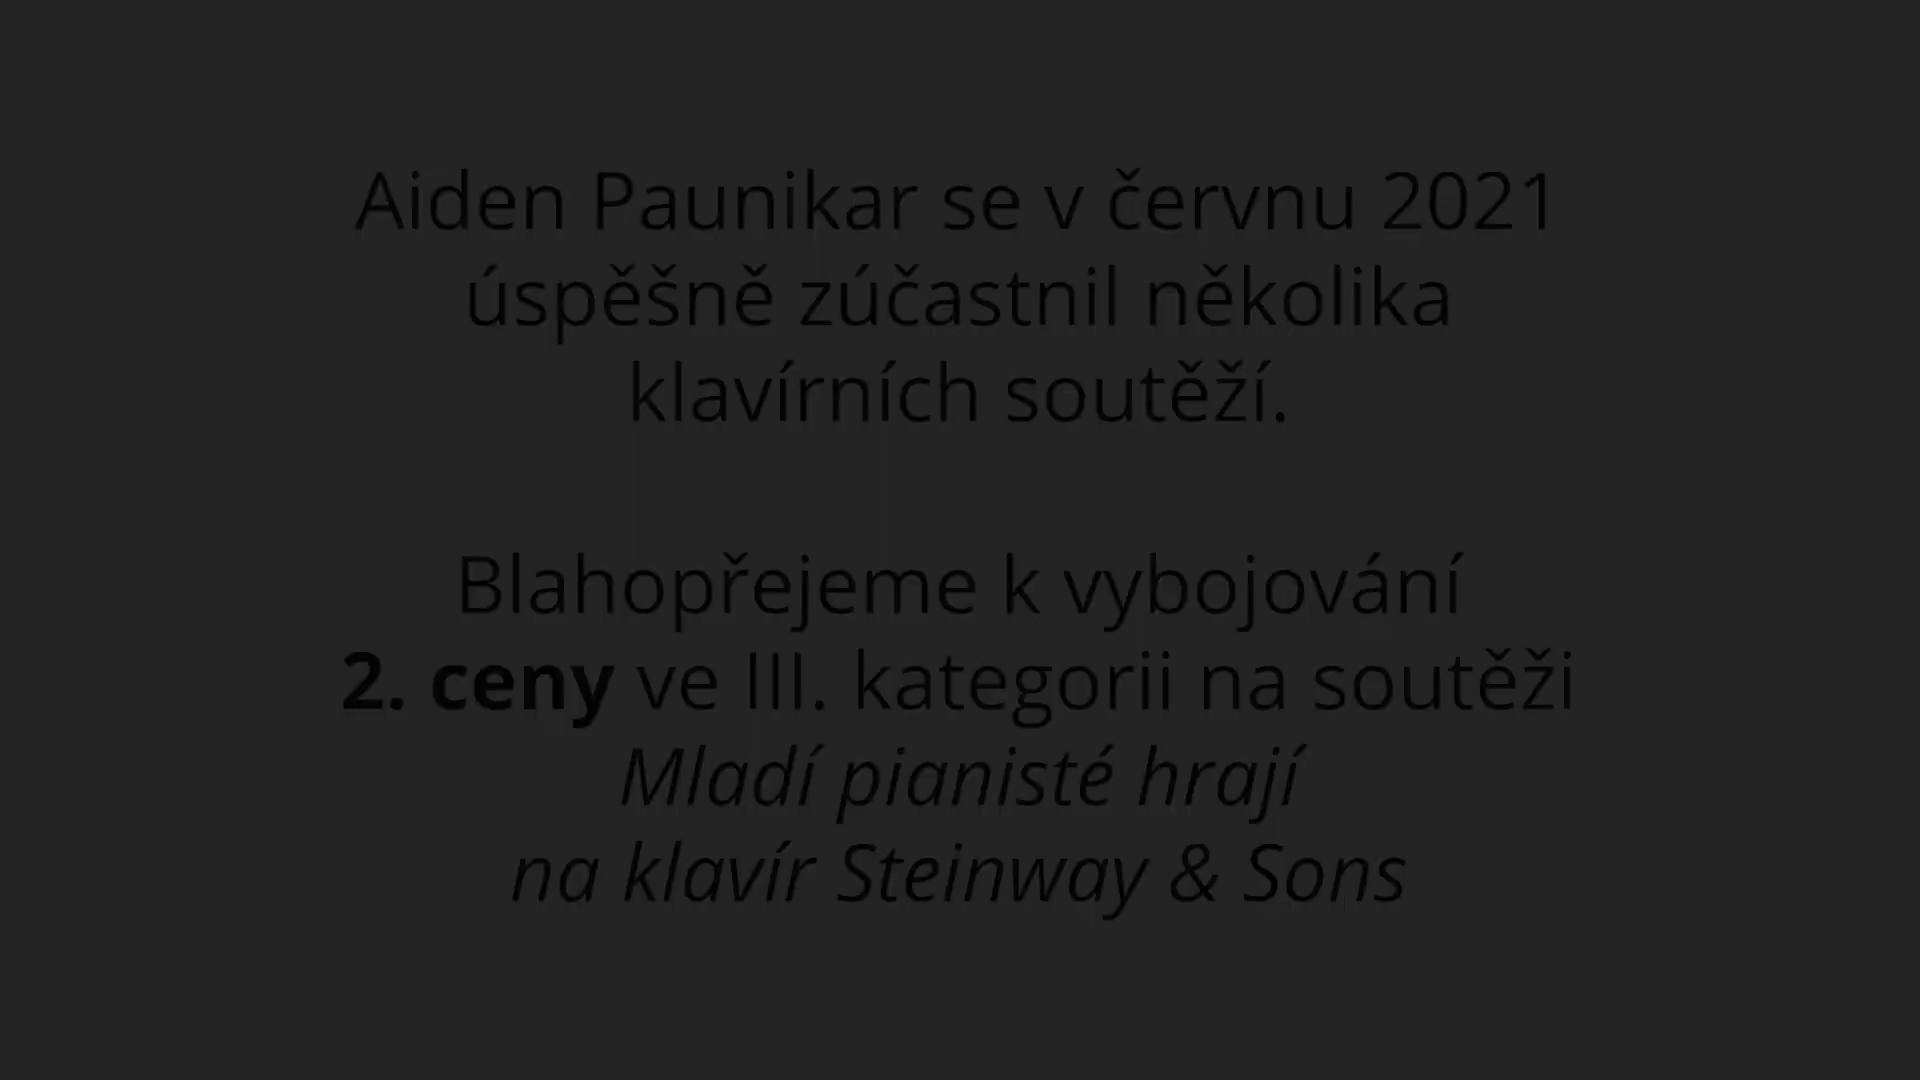 Aiden Paunikar se v červnu 2021
úspěšně zúčastnil několika
klavírních soutěží.
Blahopřejeme k vybojování
2. ceny ve III. kategorii na soutěži
Mladí pianisté hrají
na klavír Steinway & Sons